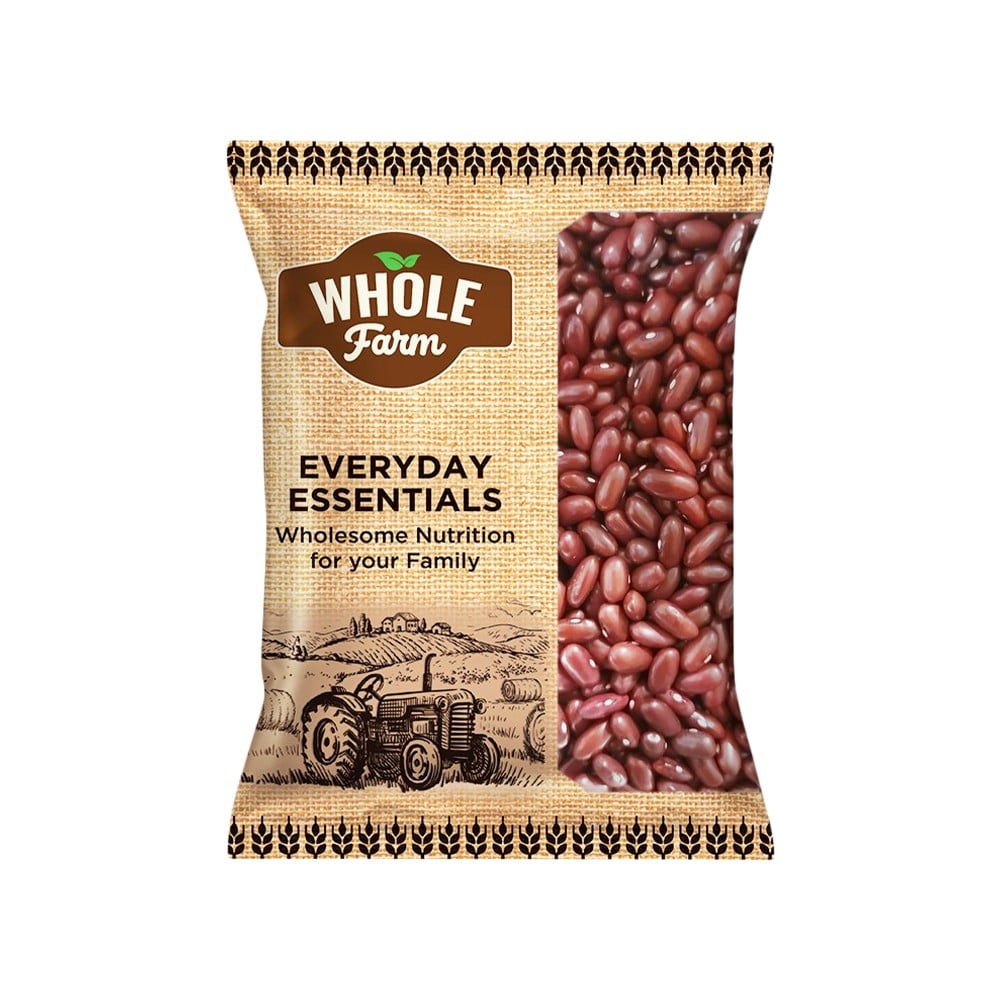 WHOLE
Farm
EVERYDAY
ESSENTIALS
Wholesome Nutrition
for your Family